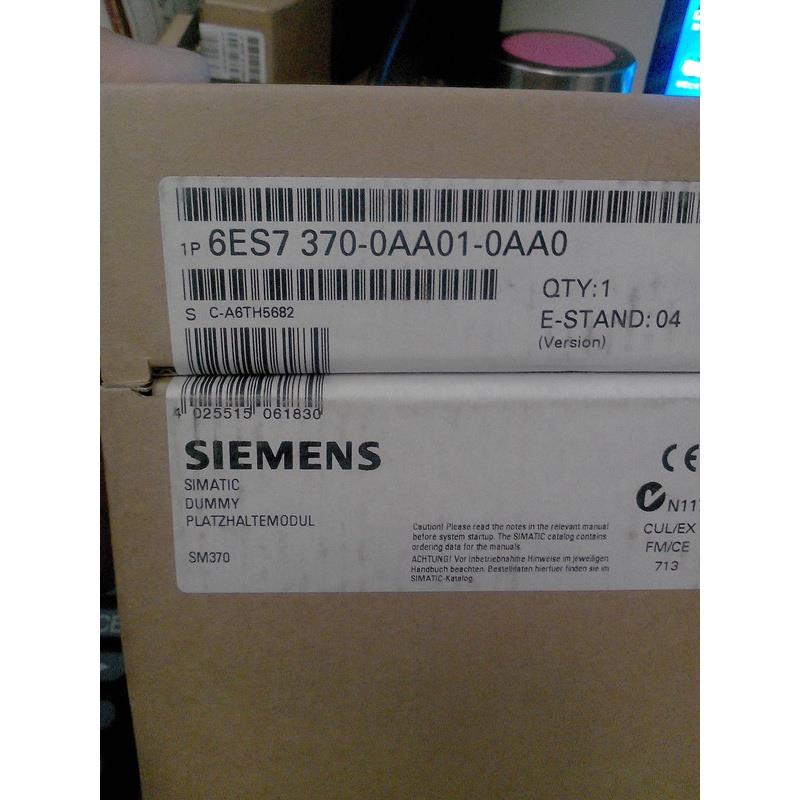 1P 6ES7 370-0AA01-0AA0
S C-A6TH5682
QTY:1
E-STAND: 04
(Version)
4 025515 061830
SIEMENS
SIMATIC
DUMMY
PLATZHALTEMODUL
SM370
Caution! Please read the notes in the relevant manual
before system startup. The SIMATIC catalog contains
ordering data for the manuals.
ACHTUNG! Vor Inbetriebnahme Hinweise im jeweiligen
Handbuch beachten. Bestelldaten hierfuer finden sie im
SIMATIC-Katalog.
CE
N117
CUL/EX
FM/CE
713